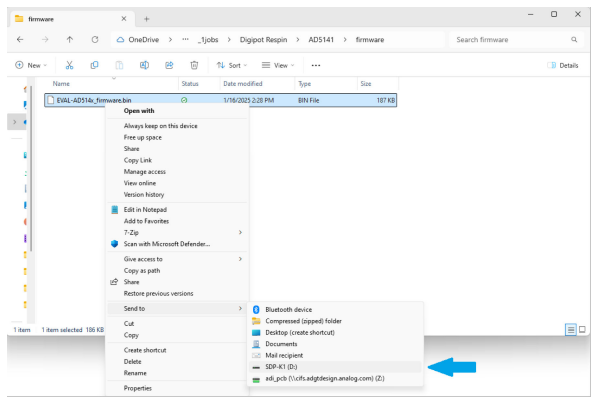 firmware
OneDrive > ··· _1jobs > Digipot Respin > AD5141 > firmware
Search firmware
New
Sort
View
Details
Name Status Date modified Type Size
EVAL-AD514x_firmware.bin 1/16/2025 2:28 PM BIN File 187 KB
Open with
Always keep on this device
Free up space
Share
Copy Link
Manage access
View online
Version history
Edit in Notepad
Add to Favorites
7-Zip
Scan with Microsoft Defender...
Give access to
Copy as path
Share
Restore previous versions
Send to
Bluetooth device
Compressed (zipped) folder
Desktop (create shortcut)
Documents
Mail recipient
SDP-K1 (D:)
adi_pcb (\\cifs.adgtdesign.analog.com) (Z:)
Cut
Copy
Create shortcut
Delete
Rename
Properties
1 item 1 item selected 186 KB